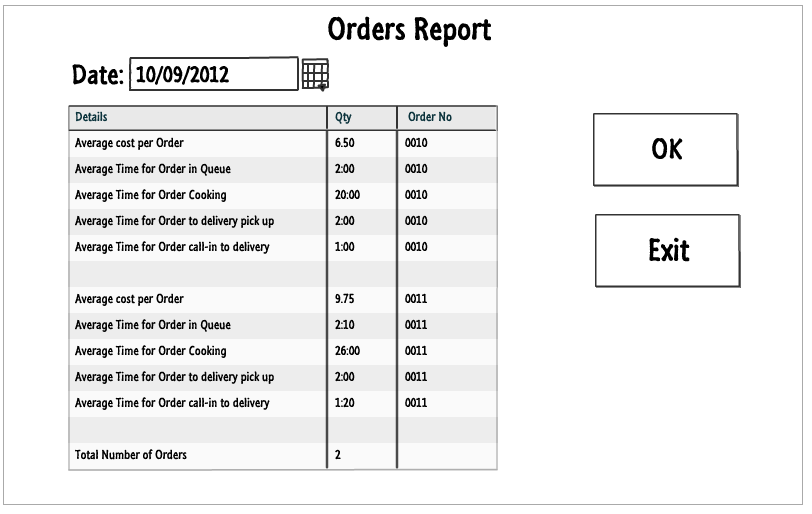 Orders Report
Date: 10/09/2012
Details Qty Order No
Average cost per Order 6.50 0010
Average Time for Order in Queue 2:00 0010
Average Time for Order Cooking 20:00 0010
Average Time for Order to delivery pick up 2:00 0010
Average Time for Order call-in to delivery 1:00 0010
Average cost per Order 9.75 0011
Average Time for Order in Queue 2:10 0011
Average Time for Order Cooking 26:00 0011
Average Time for Order to delivery pick up 2:00 0011
Average Time for Order call-in to delivery 1:20 0011
Total Number of Orders 2
OK
Exit